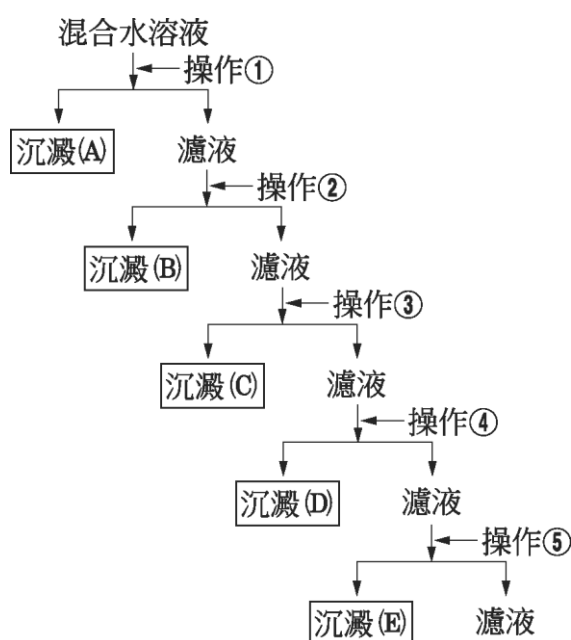 混合水溶液
操作①
沈澱(A)
濾液
操作②
沈澱(B)
濾液
操作③
沈澱(C)
濾液
操作④
沈澱(D)
濾液
操作⑤
沈澱(E)
濾液